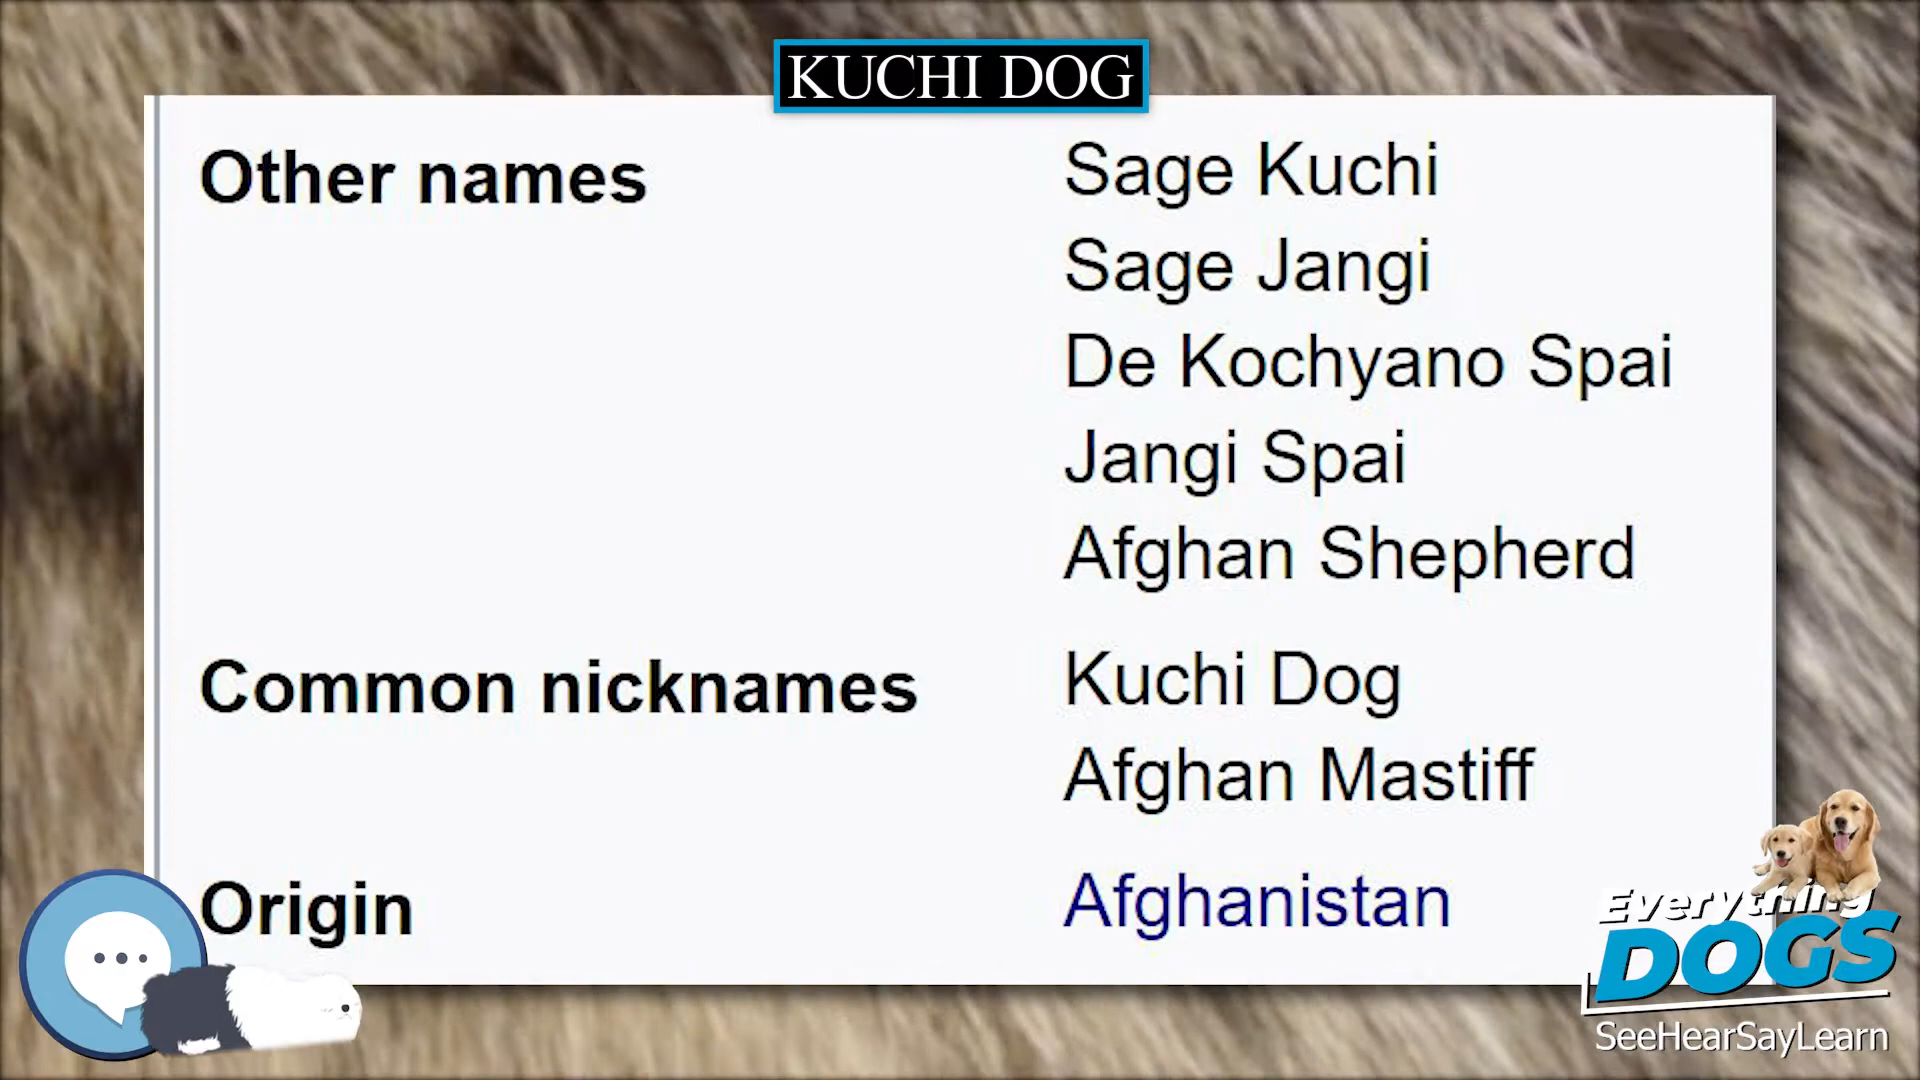 KUCHI DOG
Other names
Sage Kuchi
Sage Jangi
De Kochyano Spai
Jangi Spai
Afghan Shepherd
Common nicknames
Kuchi Dog
Afghan Mastiff
Origin
Afghanistan
Everything
DOGS
SeeHearSayLearn